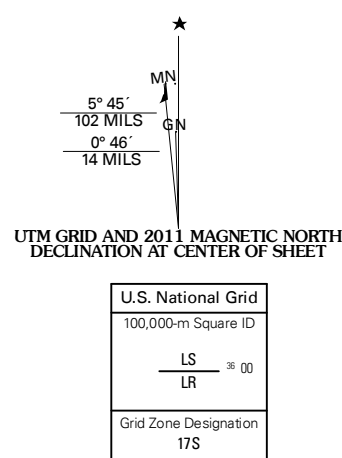 ★
MN.
5° 45´
102 MILS
GN
0° 46´
14 MILS
UTM GRID AND 2011 MAGNETIC NORTH
DECLINATION AT CENTER OF SHEET
U.S. National Grid
100,000-m Square ID
LS
36 00
LR
Grid Zone Designation
17S